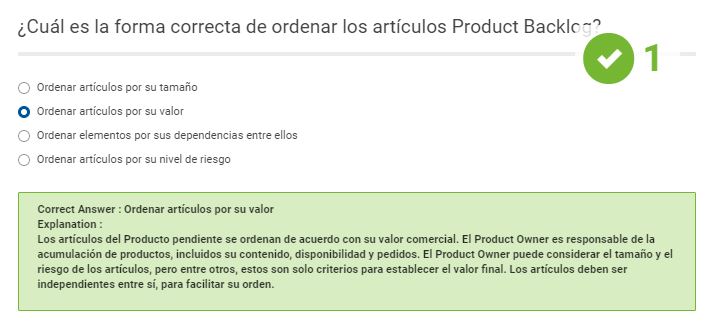 ¿Cuál es la forma correcta de ordenar los artículos Product Backlog?
1
Ordenar artículos por su tamaño
Ordenar artículos por su valor
Ordenar elementos por sus dependencias entre ellos
Ordenar artículos por su nivel de riesgo
Correct Answer : Ordenar artículos por su valor
Explanation :
Los artículos del Producto pendiente se ordenan de acuerdo con su valor comercial. El Product Owner es responsable de la
acumulación de productos, incluidos su contenido, disponibilidad y pedidos. El Product Owner puede considerar el tamaño y el
riesgo de los artículos, pero entre otros, estos son solo criterios para establecer el valor final. Los artículos deben ser
independientes entre sí, para facilitar su orden.